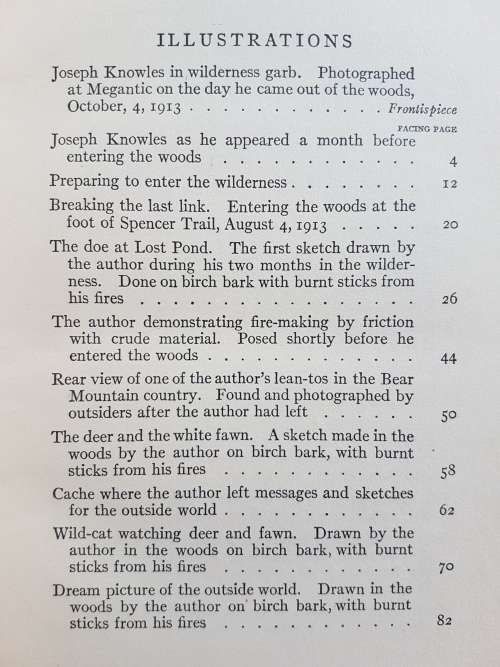 ILLUSTRATIONS
Joseph Knowles in wilderness garb. Photographed
at Megantic on the day he came out of the woods,
October, 4, 1913 . . . . . . . . . . . . Frontispiece
FACING PAGE
Joseph Knowles as he appeared a month before
entering the woods . . . . . . . . . . . . . 4
Preparing to enter the wilderness . . . . . . . . 12
Breaking the last link. Entering the woods at the
foot of Spencer Trail, August 4, 1913 . . . . . 20
The doe at Lost Pond. The first sketch drawn by
the author during his two months in the wilder-
ness. Done on birch bark with burnt sticks from
his fires . . . . . . . . . . . . . . . . . 26
The author demonstrating fire-making by friction
with crude material. Posed shortly before he
entered the woods . . . . . . . . . . . . . 44
Rear view of one of the author's lean-tos in the Bear
Mountain country. Found and photographed by
outsiders after the author had left . . . . . . 50
The deer and the white fawn. A sketch made in the
woods by the author on birch bark, with burnt
sticks from his fires . . . . . . . . . . . . 58
Cache where the author left messages and sketches
for the outside world . . . . . . . . . . . . 62
Wild-cat watching deer and fawn. Drawn by the
author in the woods on birch bark, with burnt
sticks from his fires . . . . . . . . . . . . 70
Dream picture of the outside world. Drawn in the
woods by the author on birch bark, with burnt
sticks from his fires . . . . . . . . . . . . 82